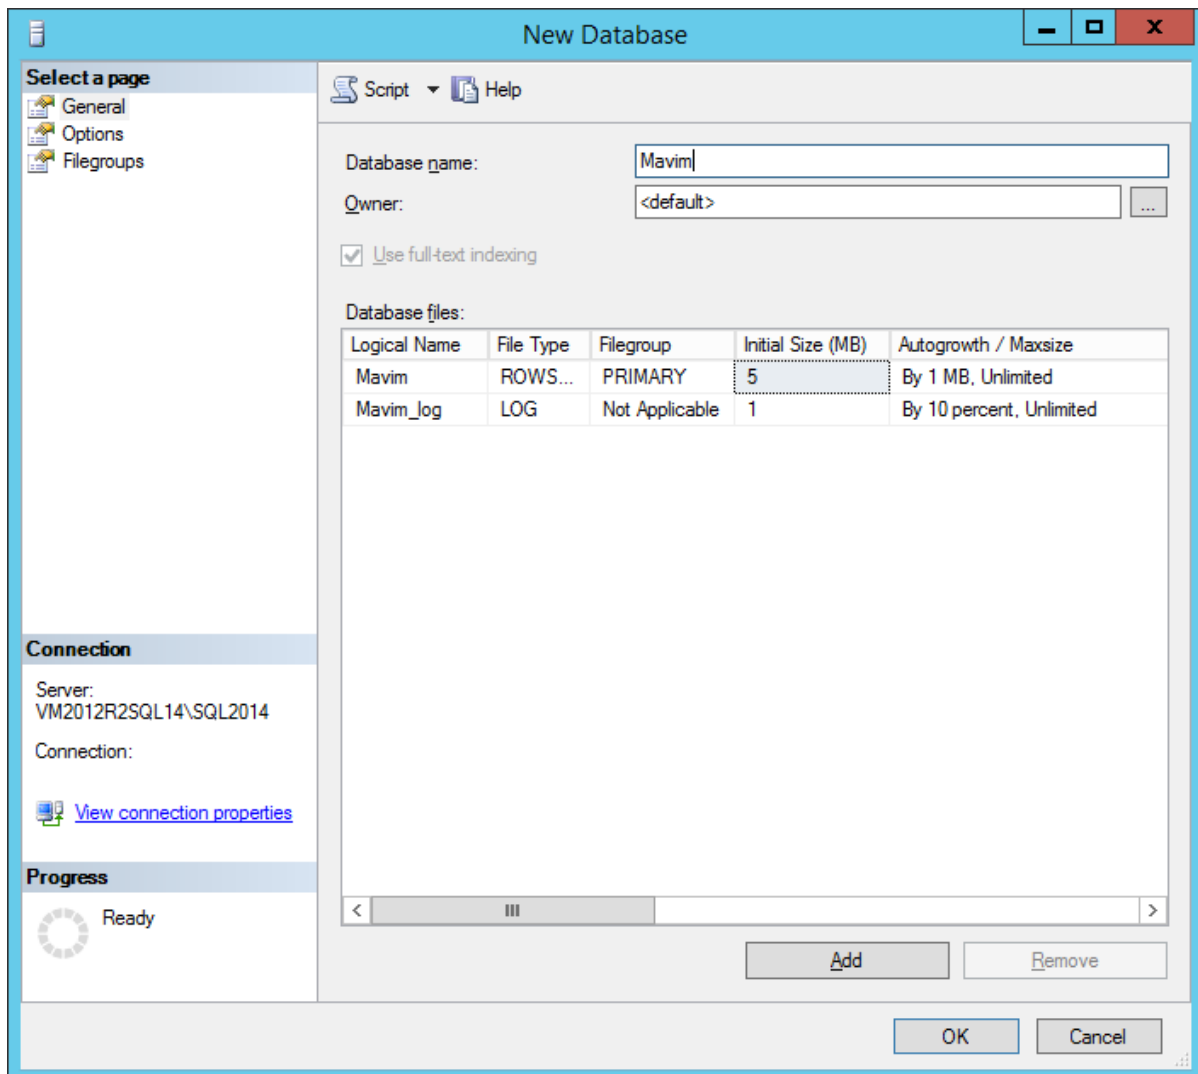 New Database
Select a page
General
Options
Filegroups
Script Help
Database name: Mavim
Owner: <default> ...
Use full-text indexing
Database files:
Logical Name File Type Filegroup Initial Size (MB) Autogrowth / Maxsize
Mavim ROWS... PRIMARY 5 By 1 MB, Unlimited
Mavim_log LOG Not Applicable 1 By 10 percent, Unlimited
Connection
Server:
VM2012R2SQL14\SQL2014
Connection:
View connection properties
Progress
Ready
Add Remove
OK Cancel